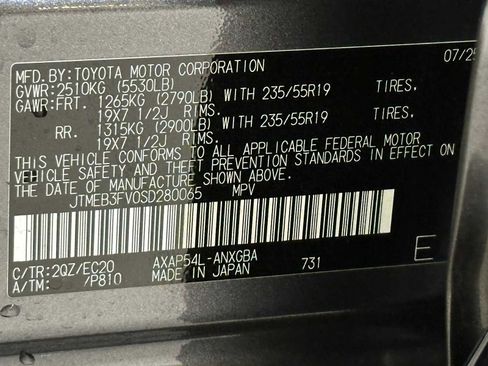 MFD.BY:TOYOTA MOTOR CORPORATION 07/25
GVWR:2510KG (5530LB)
GAWR:FRT. 1265KG (2790LB) WITH 235/55R19 TIRES.
19X7 1/2J RIMS.
RR. 1315KG (2900LB) WITH 235/55R19 TIRES.
19X7 1/2J RIMS.
THIS VEHICLE CONFORMS TO ALL APPLICABLE FEDERAL MOTOR
VEHICLE SAFETY AND THEFT PREVENTION STANDARDS IN EFFECT ON
THE DATE OF MANUFACTURE SHOWN ABOVE.
JTMEB3FV0SD280065 MPV
C/TR:2QZ/EC20 AXAP54L-ANXGBA
A/TM: /P810 MADE IN JAPAN 731
E